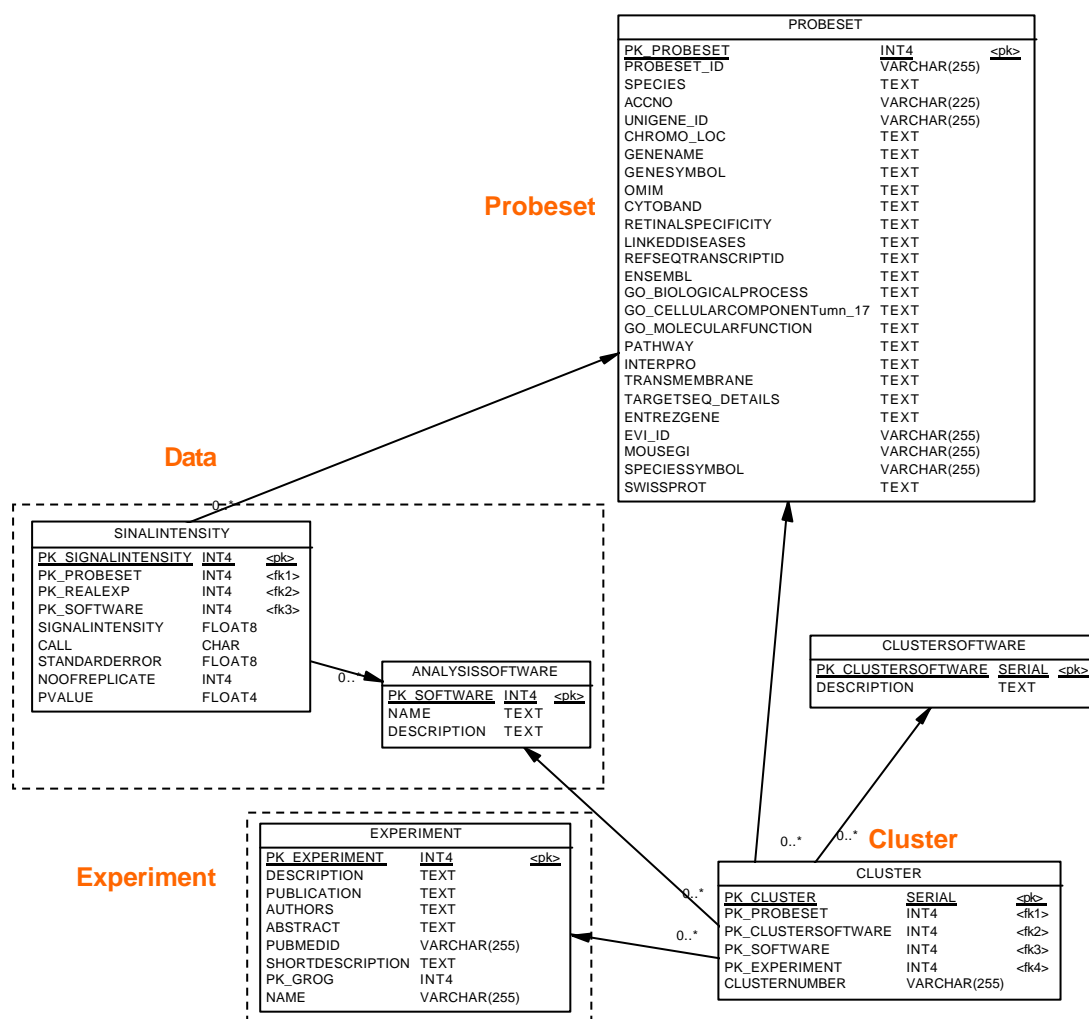 PROBESET
PK_PROBESET INT4 <pk>
PROBESET_ID VARCHAR(255)
SPECIES TEXT
ACCNO VARCHAR(225)
UNIGENE_ID VARCHAR(255)
CHROMO_LOC TEXT
GENENAME TEXT
GENESYMBOL TEXT
OMIM TEXT
CYTOBAND TEXT
RETINALSPECIFICITY TEXT
LINKEDDISEASES TEXT
REFSEQTRANSCRIPTID TEXT
ENSEMBL TEXT
GO_BIOLOGICALPROCESS TEXT
GO_CELLULARCOMPONENTumn_17 TEXT
GO_MOLECULARFUNCTION TEXT
PATHWAY TEXT
INTERPRO TEXT
TRANSMEMBRANE TEXT
TARGETSEQ_DETAILS TEXT
ENTREZGENE TEXT
EVI_ID VARCHAR(255)
MOUSEGI VARCHAR(255)
SPECIESSYMBOL VARCHAR(255)
SWISSPROT TEXT
Probeset
Data
0..*
SINALINTENSITY
PK_SIGNALINTENSITY INT4 <pk>
PK_PROBESET INT4 <fk1>
PK_REALEXP INT4 <fk2>
PK_SOFTWARE INT4 <fk3>
SIGNALINTENSITY FLOAT8
CALL CHAR
STANDARDERROR FLOAT8
NOOFREPLICATE INT4
PVALUE FLOAT4
0..*
ANALYSISSOFTWARE
PK_SOFTWARE INT4 <pk>
NAME TEXT
DESCRIPTION TEXT
CLUSTERSOFTWARE
PK_CLUSTERSOFTWARE SERIAL <pk>
DESCRIPTION TEXT
Experiment
EXPERIMENT
PK_EXPERIMENT INT4 <pk>
DESCRIPTION TEXT
PUBLICATION TEXT
AUTHORS TEXT
ABSTRACT TEXT
PUBMEDID VARCHAR(255)
SHORTDESCRIPTION TEXT
PK_GROG INT4
NAME VARCHAR(255)
0..*
0..*
Cluster
0..*
0..*
CLUSTER
PK_CLUSTER SERIAL <pk>
PK_PROBESET INT4 <fk1>
PK_CLUSTERSOFTWARE INT4 <fk2>
PK_SOFTWARE INT4 <fk3>
PK_EXPERIMENT INT4 <fk4>
CLUSTERNUMBER VARCHAR(255)